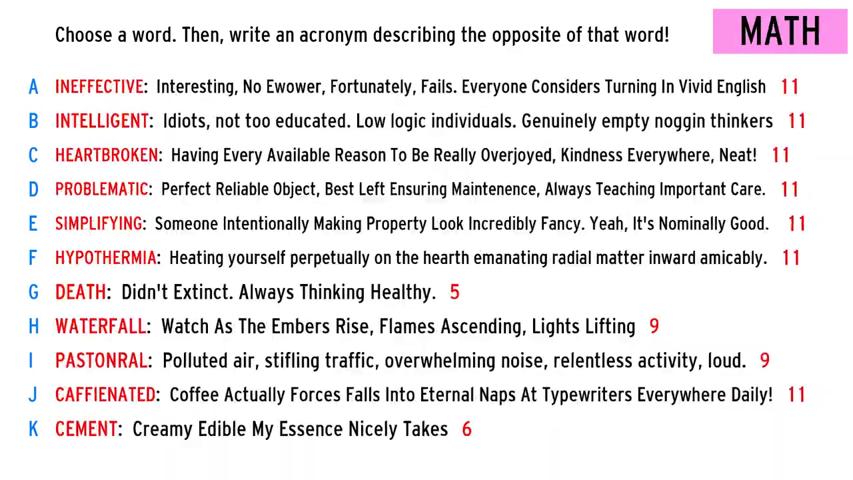 Choose a word. Then, write an acronym describing the opposite of that word!
MATH
A INEFFECTIVE: Interesting, No Ewower, Fortunately, Fails. Everyone Considers Turning In Vivid English 11
B INTELLIGENT: Idiots, not too educated. Low logic individuals. Genuinely empty noggin thinkers 11
C HEARTBROKEN: Having Every Available Reason To Be Really Overjoyed, Kindness Everywhere, Neat! 11
D PROBLEMATIC: Perfect Reliable Object, Best Left Ensuring Maintenence, Always Teaching Important Care. 11
E SIMPLIFYING: Someone Intentionally Making Property Look Incredibly Fancy. Yeah, It's Nominally Good. 11
F HYPOTHERMIA: Heating yourself perpetually on the hearth emanating radial matter inward amicably. 11
G DEATH: Didn't Extinct. Always Thinking Healthy. 5
H WATERFALL: Watch As The Embers Rise, Flames Ascending, Lights Lifting 9
I PASTONRAL: Polluted air, stifling traffic, overwhelming noise, relentless activity, loud. 9
J CAFFIENATED: Coffee Actually Forces Falls Into Eternal Naps At Typewriters Everywhere Daily! 11
K CEMENT: Creamy Edible My Essence Nicely Takes 6